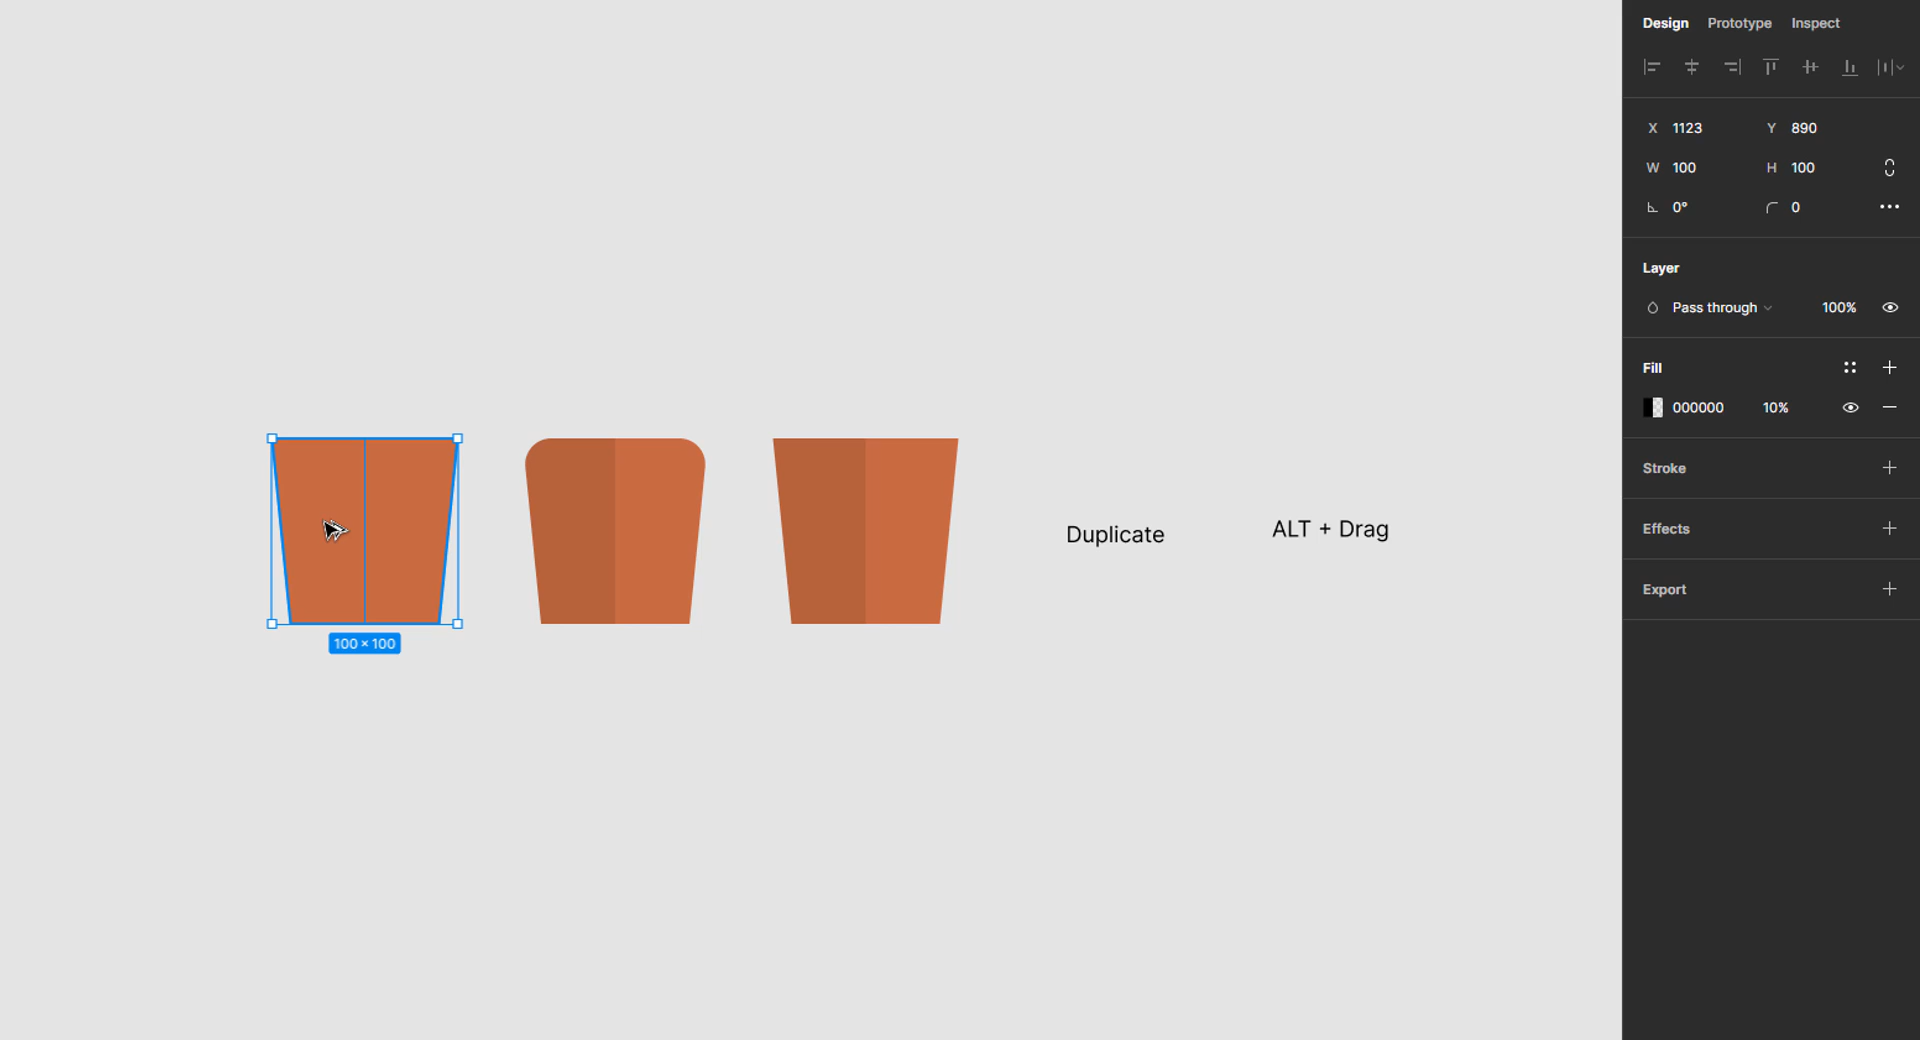 Design Prototype Inspect
X 1123 Y 890
W 100 H 100
0° 0
Layer
Pass through 100%
Fill
000000 10%
Stroke
Effects
Export
Duplicate
ALT + Drag
100 × 100